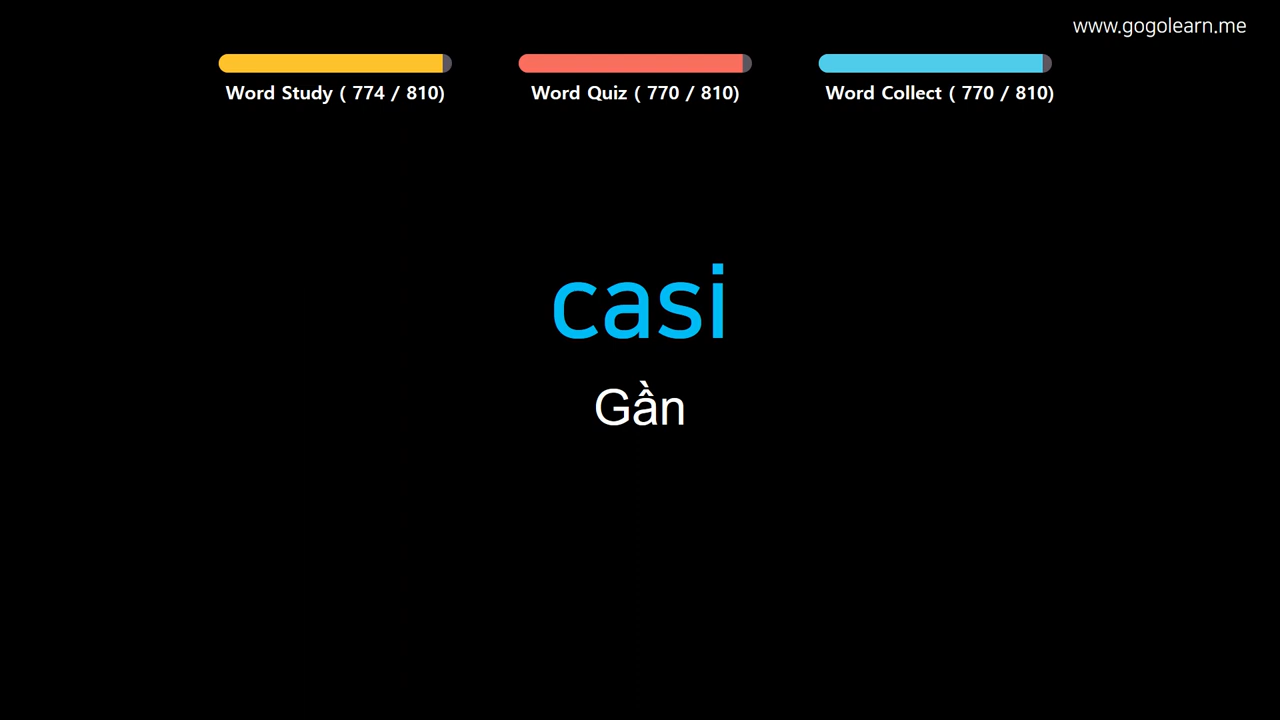 www.gogolearn.me
Word Study ( 774 / 810)
Word Quiz ( 770 / 810)
Word Collect ( 770 / 810)
casi
Gần